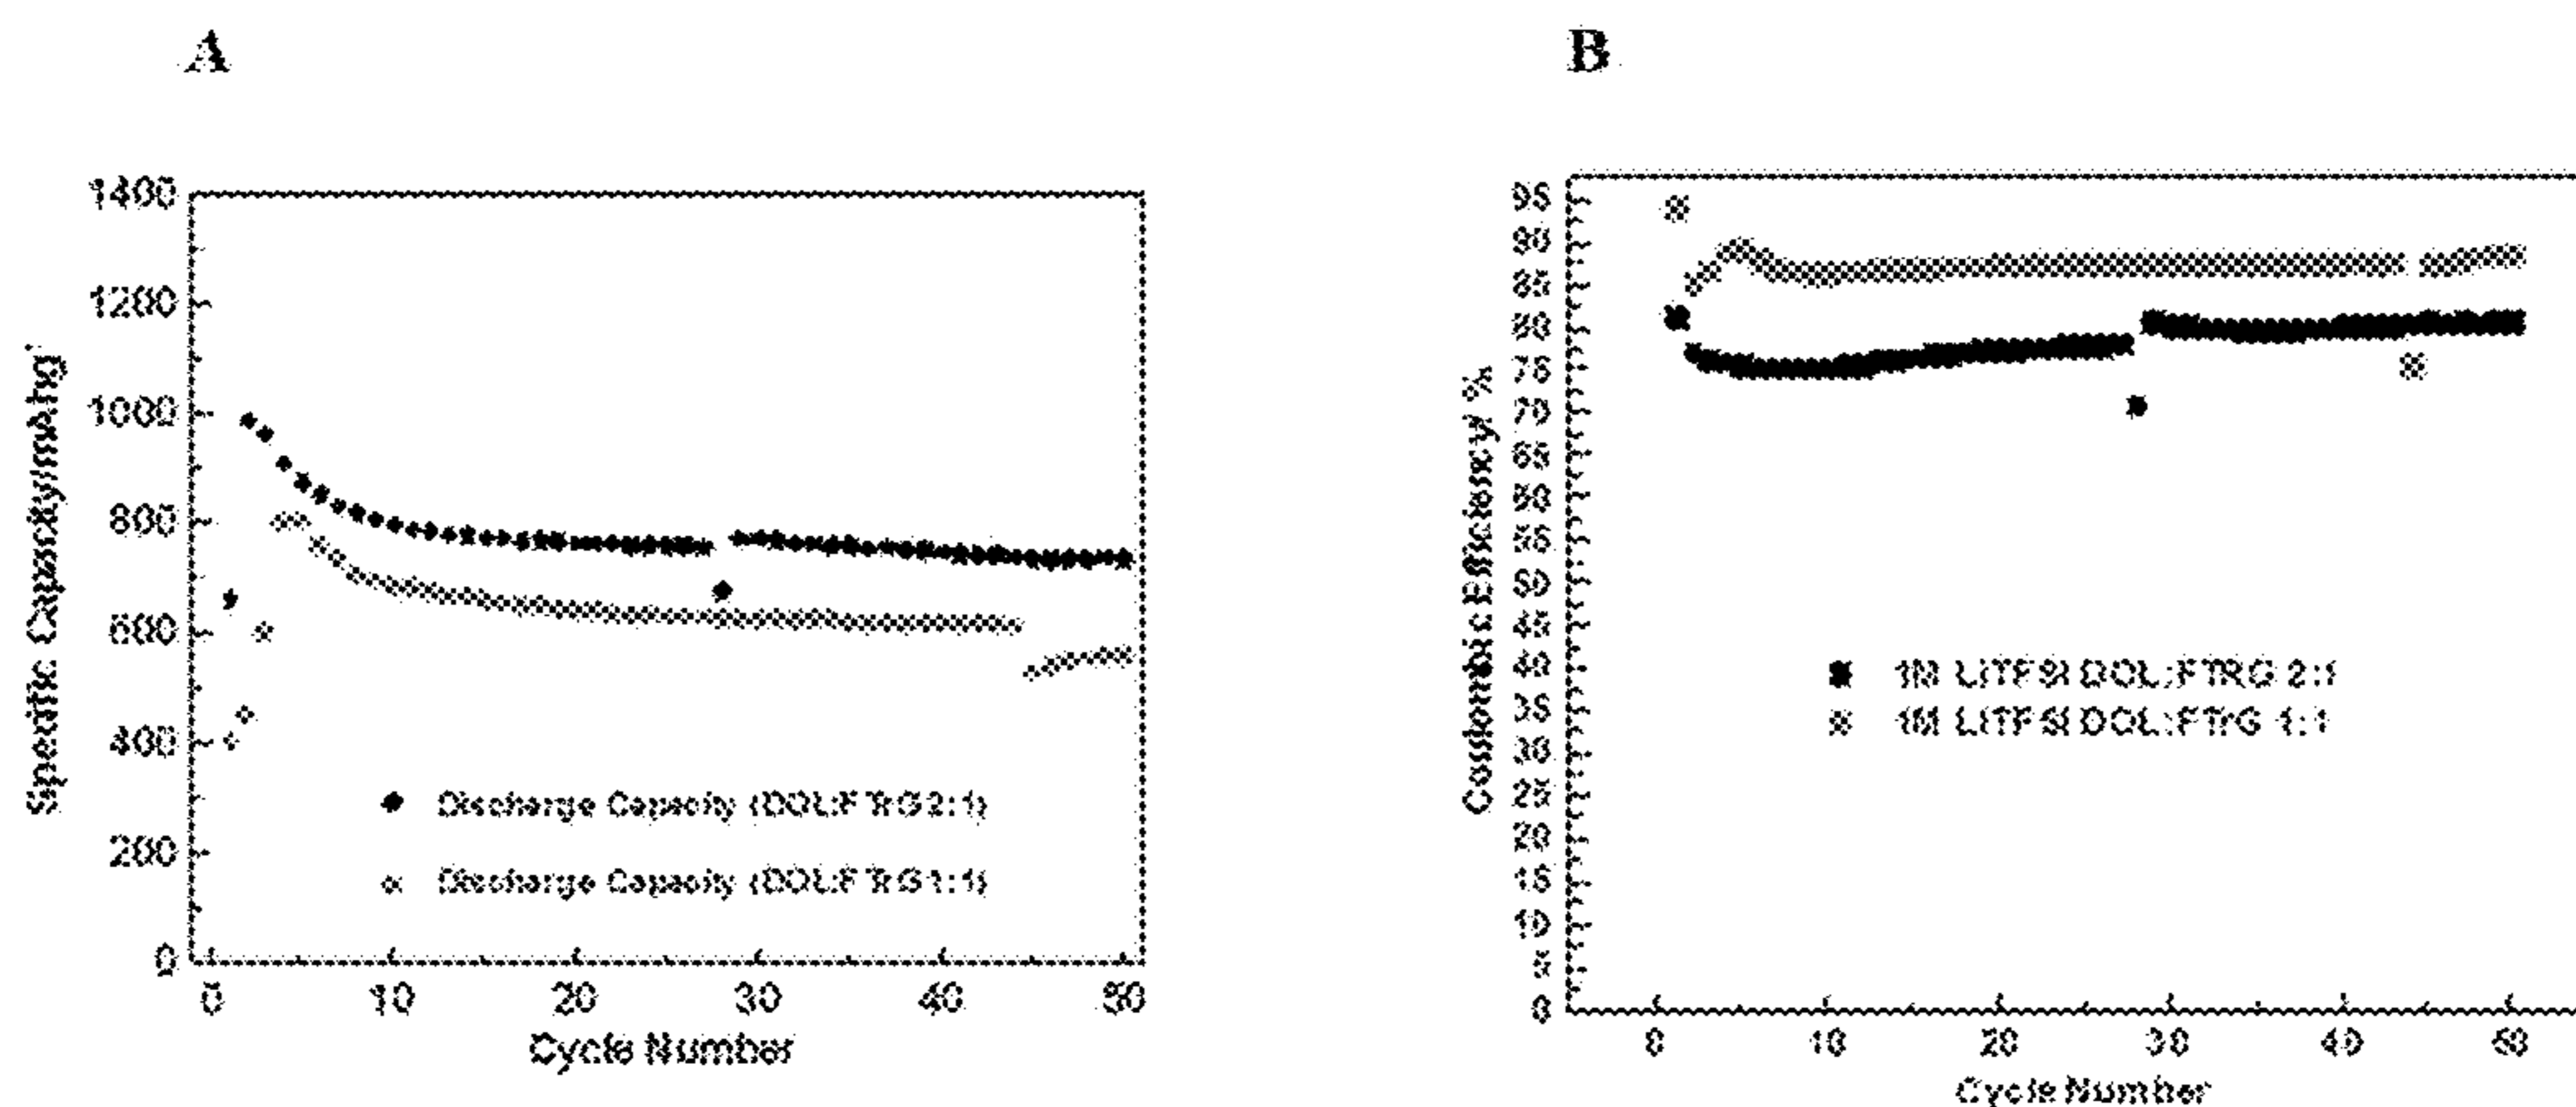 A
B
Specific Capacity/mAhg
1400
1200
1000
800
600
400
200
0
0 10 20 30 40 50
Cycle Number
Discharge Capacity (DOL:FTrG 2:1)
Discharge Capacity (DOL:FTrG 1:1)
Coulombic Efficiency/ %
95
90
85
80
75
70
65
60
55
50
45
40
35
30
25
20
15
10
5
0
0 10 20 30 40 50
Cycle Number
1M LiTFSI DOL:FTRG 2:1
1M LiTFSI DOL:FTrG 1:1